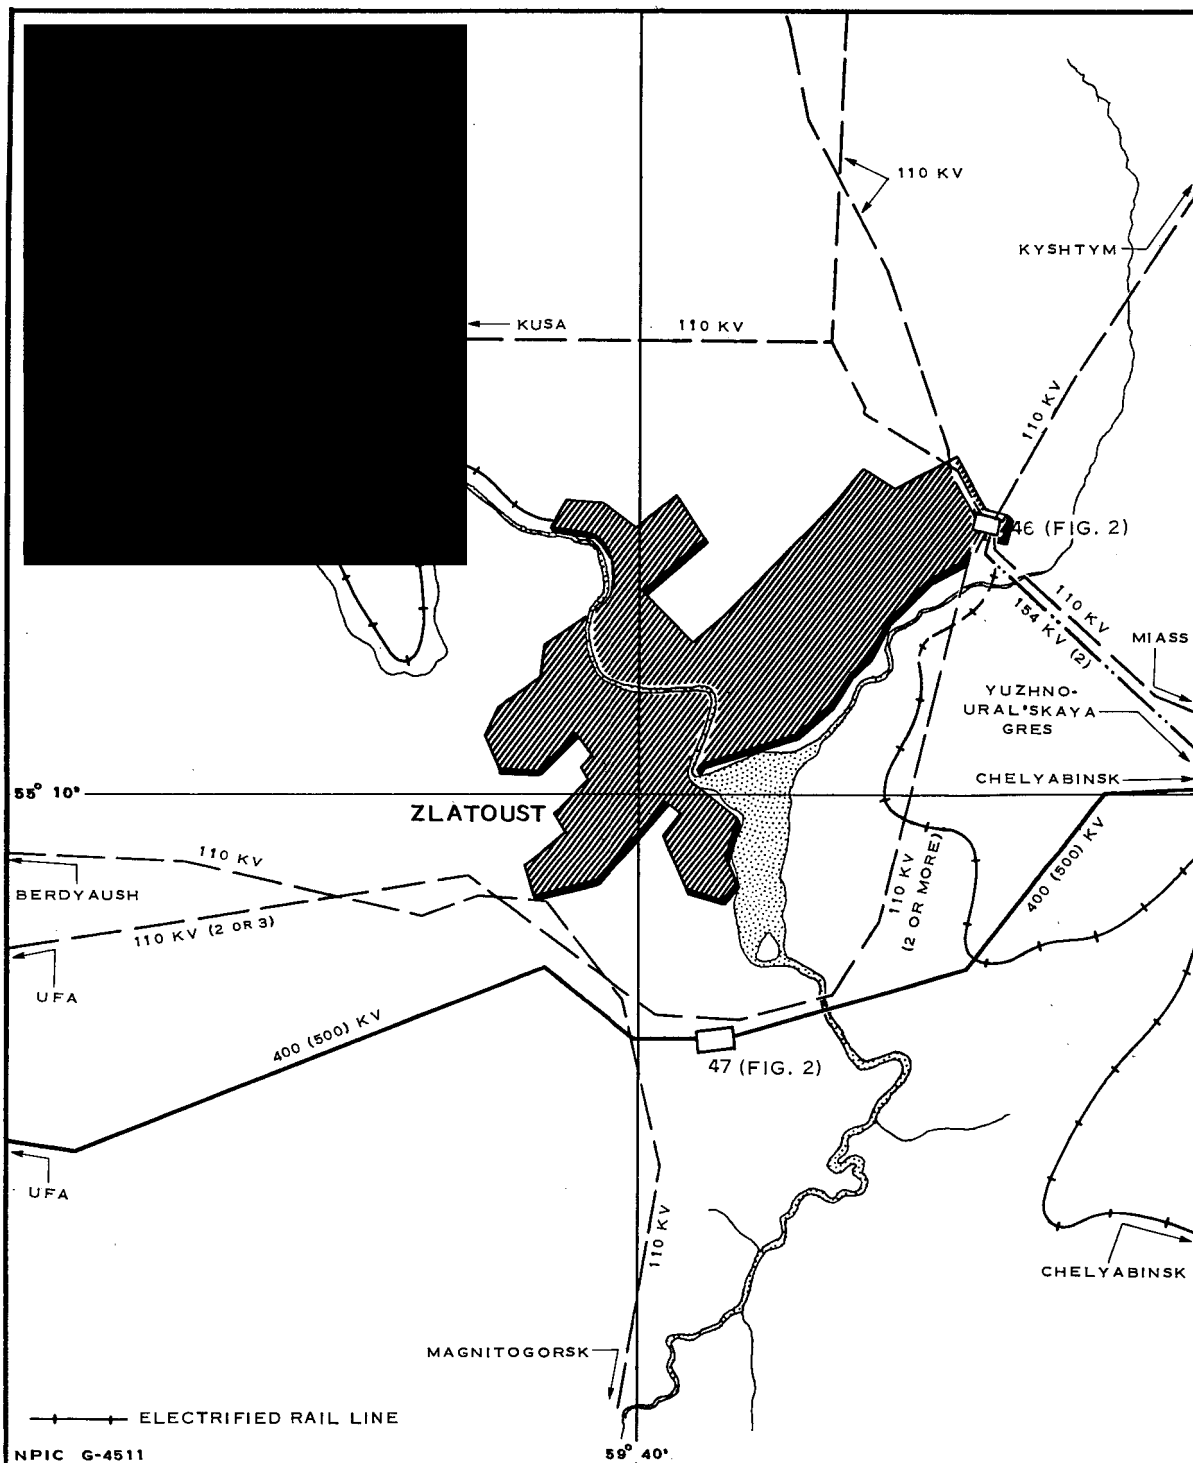 110 KV
KYSHTYM
KUSA
110 KV
110 KV
46 (FIG. 2)
110 KV
154 KV (2)
MIASS
YUZHNO-
URAL'SKAYA
GRES
CHELYABINSK
55° 10'
ZLATOUST
110 KV
BERDYAUSH
110 KV (2 OR 3)
UFA
110 KV
(2 OR MORE)
400 (500) KV
400 (500) KV
47 (FIG. 2)
UFA
110 KV
CHELYABINSK
MAGNITOGORSK
ELECTRIFIED RAIL LINE
NPIC G-4511
59° 40'